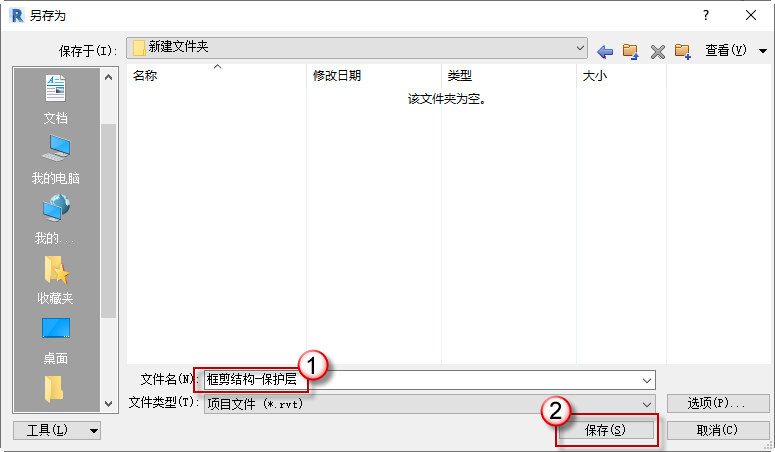 R 另存为 ? ×
保存于(I): 新建文件夹 查看(V)
名称 修改日期 类型 大小
该文件夹为空。
文档
我的电脑
我的...
收藏夹
桌面
文件名(N): 框剪结构-保护层 1
文件类型(T): 项目文件 (*.rvt) 选项(P)...
2
工具(L) 保存(S) 取消(C)